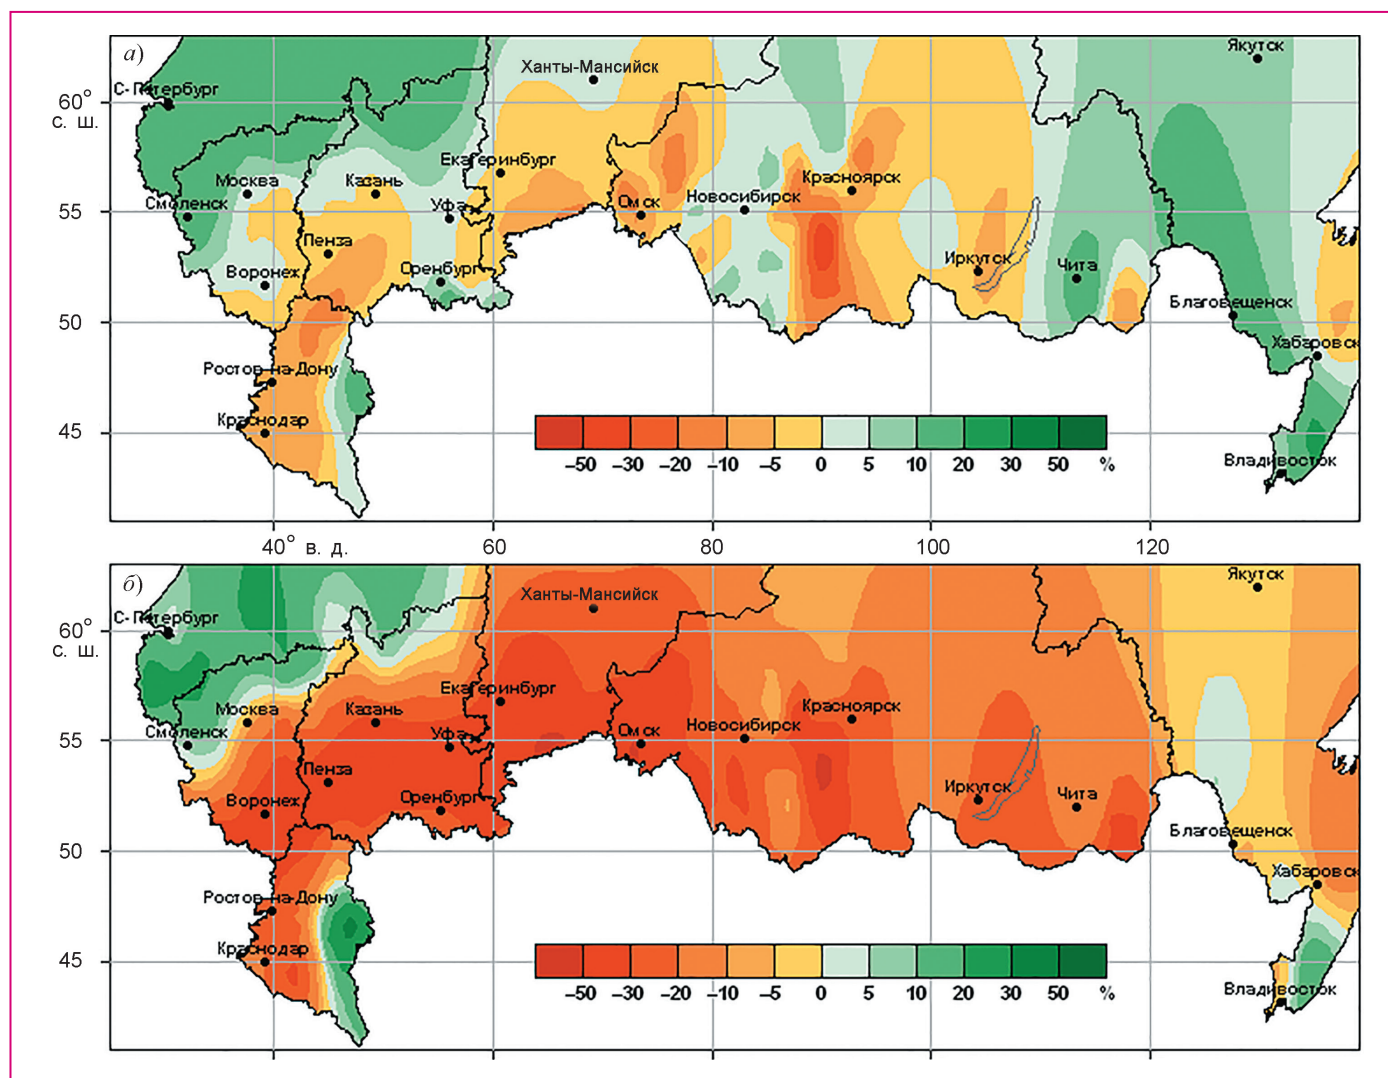 а)
Якутск
Ханты-Мансийск
С-Петербург
60°
с. ш.
Екатеринбург
Москва
Казань
Красноярск
Смоленск
Уфа
Омск
Новосибирск
55
Пенза
Воронеж
Оренбург
Иркутск
Чита
Благовещенск
50
Хабаровск
Ростов-на-Дону
Краснодар
45
–50 –30 –20 –10 –5 0 5 10 20 30 50 %
Владивосток
40° в. д. 60 80 100 120
б)
Якутск
Ханты-Мансийск
С-Петербург
60°
с. ш.
Екатеринбург
Москва
Казань
Красноярск
Смоленск
Уфа
Омск
Новосибирск
55
Пенза
Воронеж
Оренбург
Иркутск
Чита
Благовещенск
50
Хабаровск
Ростов-на-Дону
Краснодар
45
–50 –30 –20 –10 –5 0 5 10 20 30 50 %
Владивосток